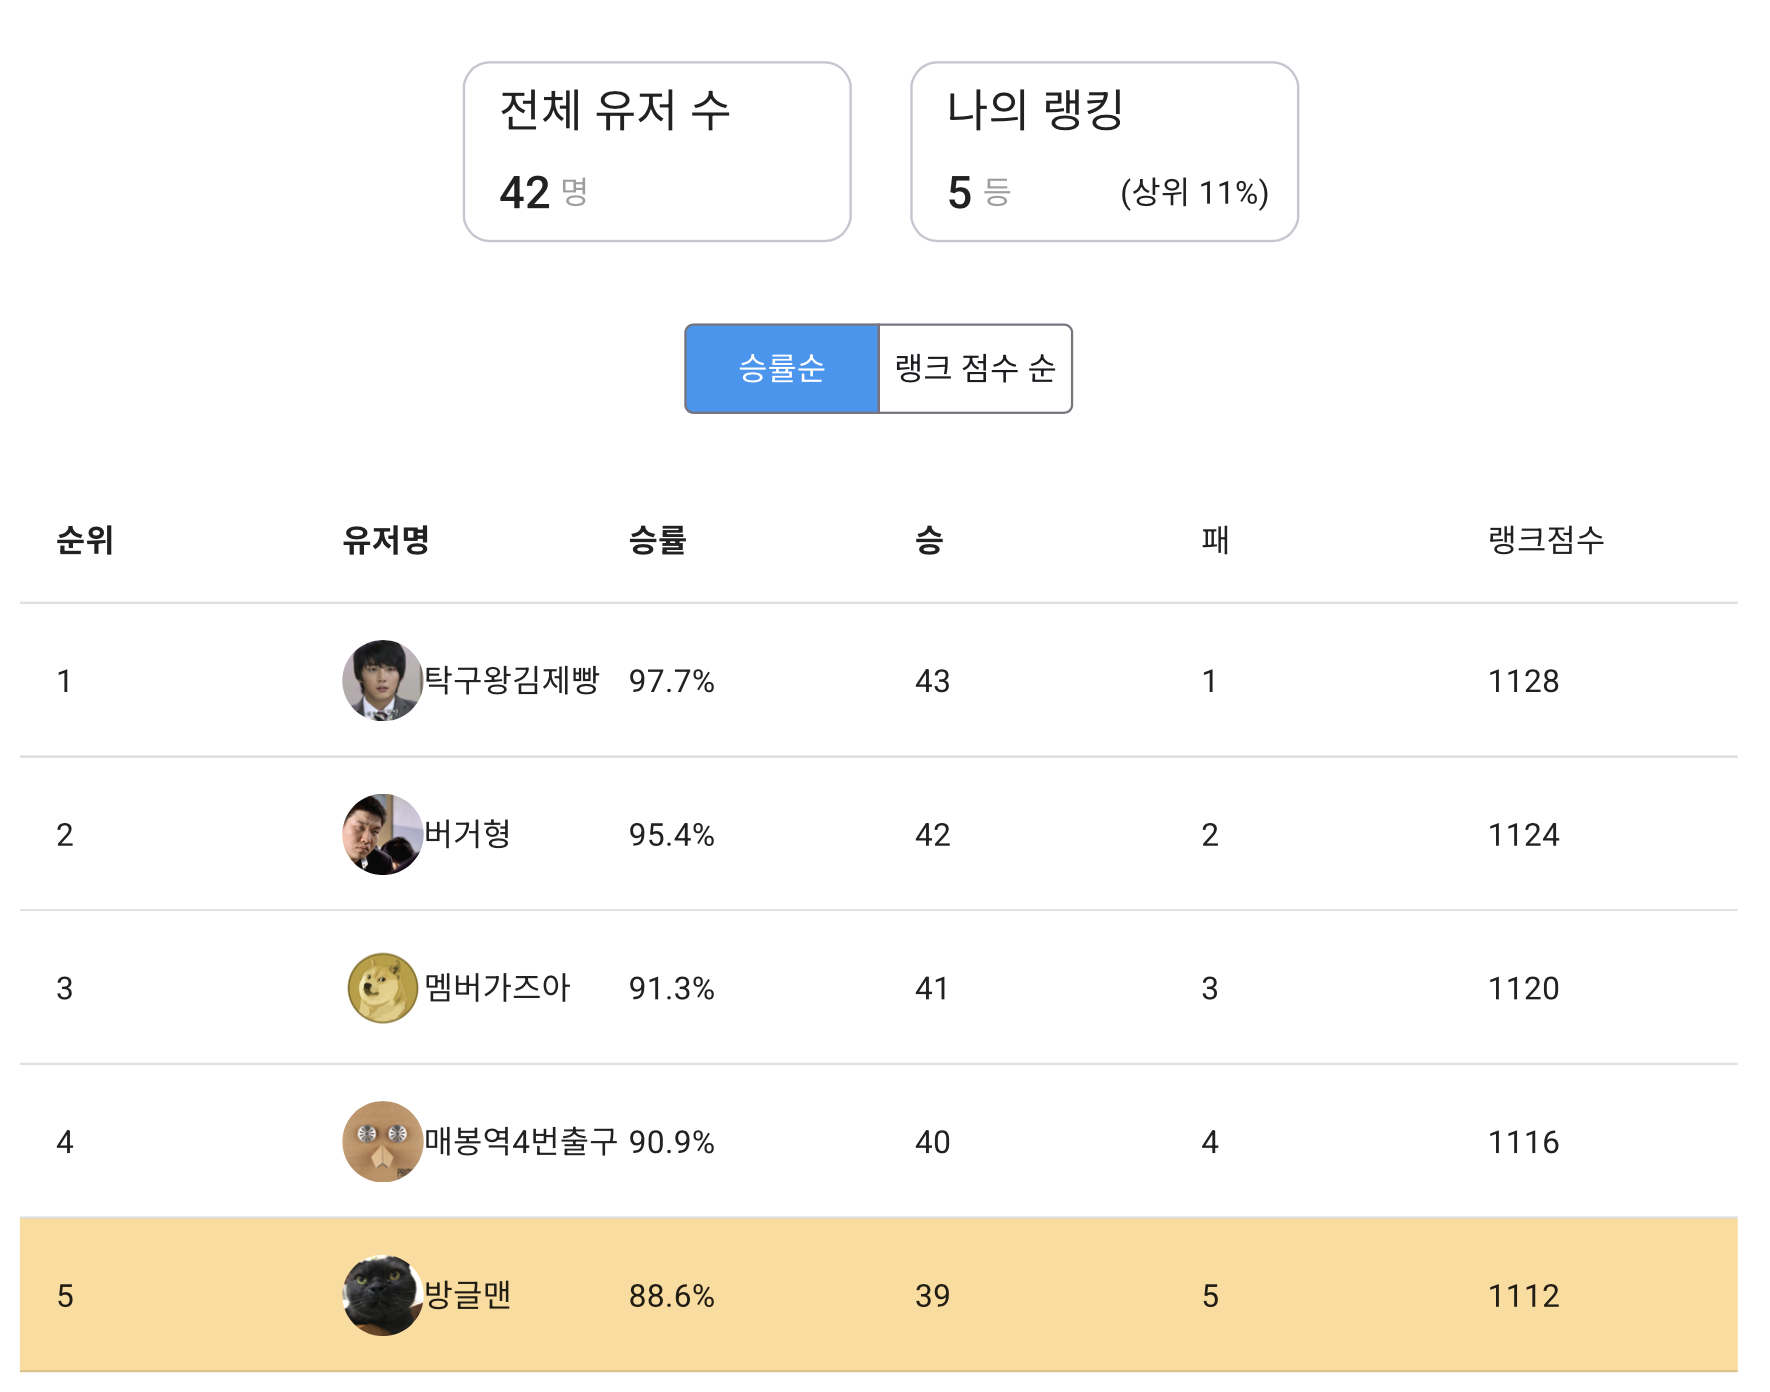 전체 유저 수
42 명
나의 랭킹
5 등 (상위 11%)
승률순 랭크 점수 순
순위 유저명 승률 승 패 랭크점수
1 탁구왕김제빵 97.7% 43 1 1128
2 버거형 95.4% 42 2 1124
3 멤버가즈아 91.3% 41 3 1120
4 매봉역4번출구 90.9% 40 4 1116
5 방글맨 88.6% 39 5 1112